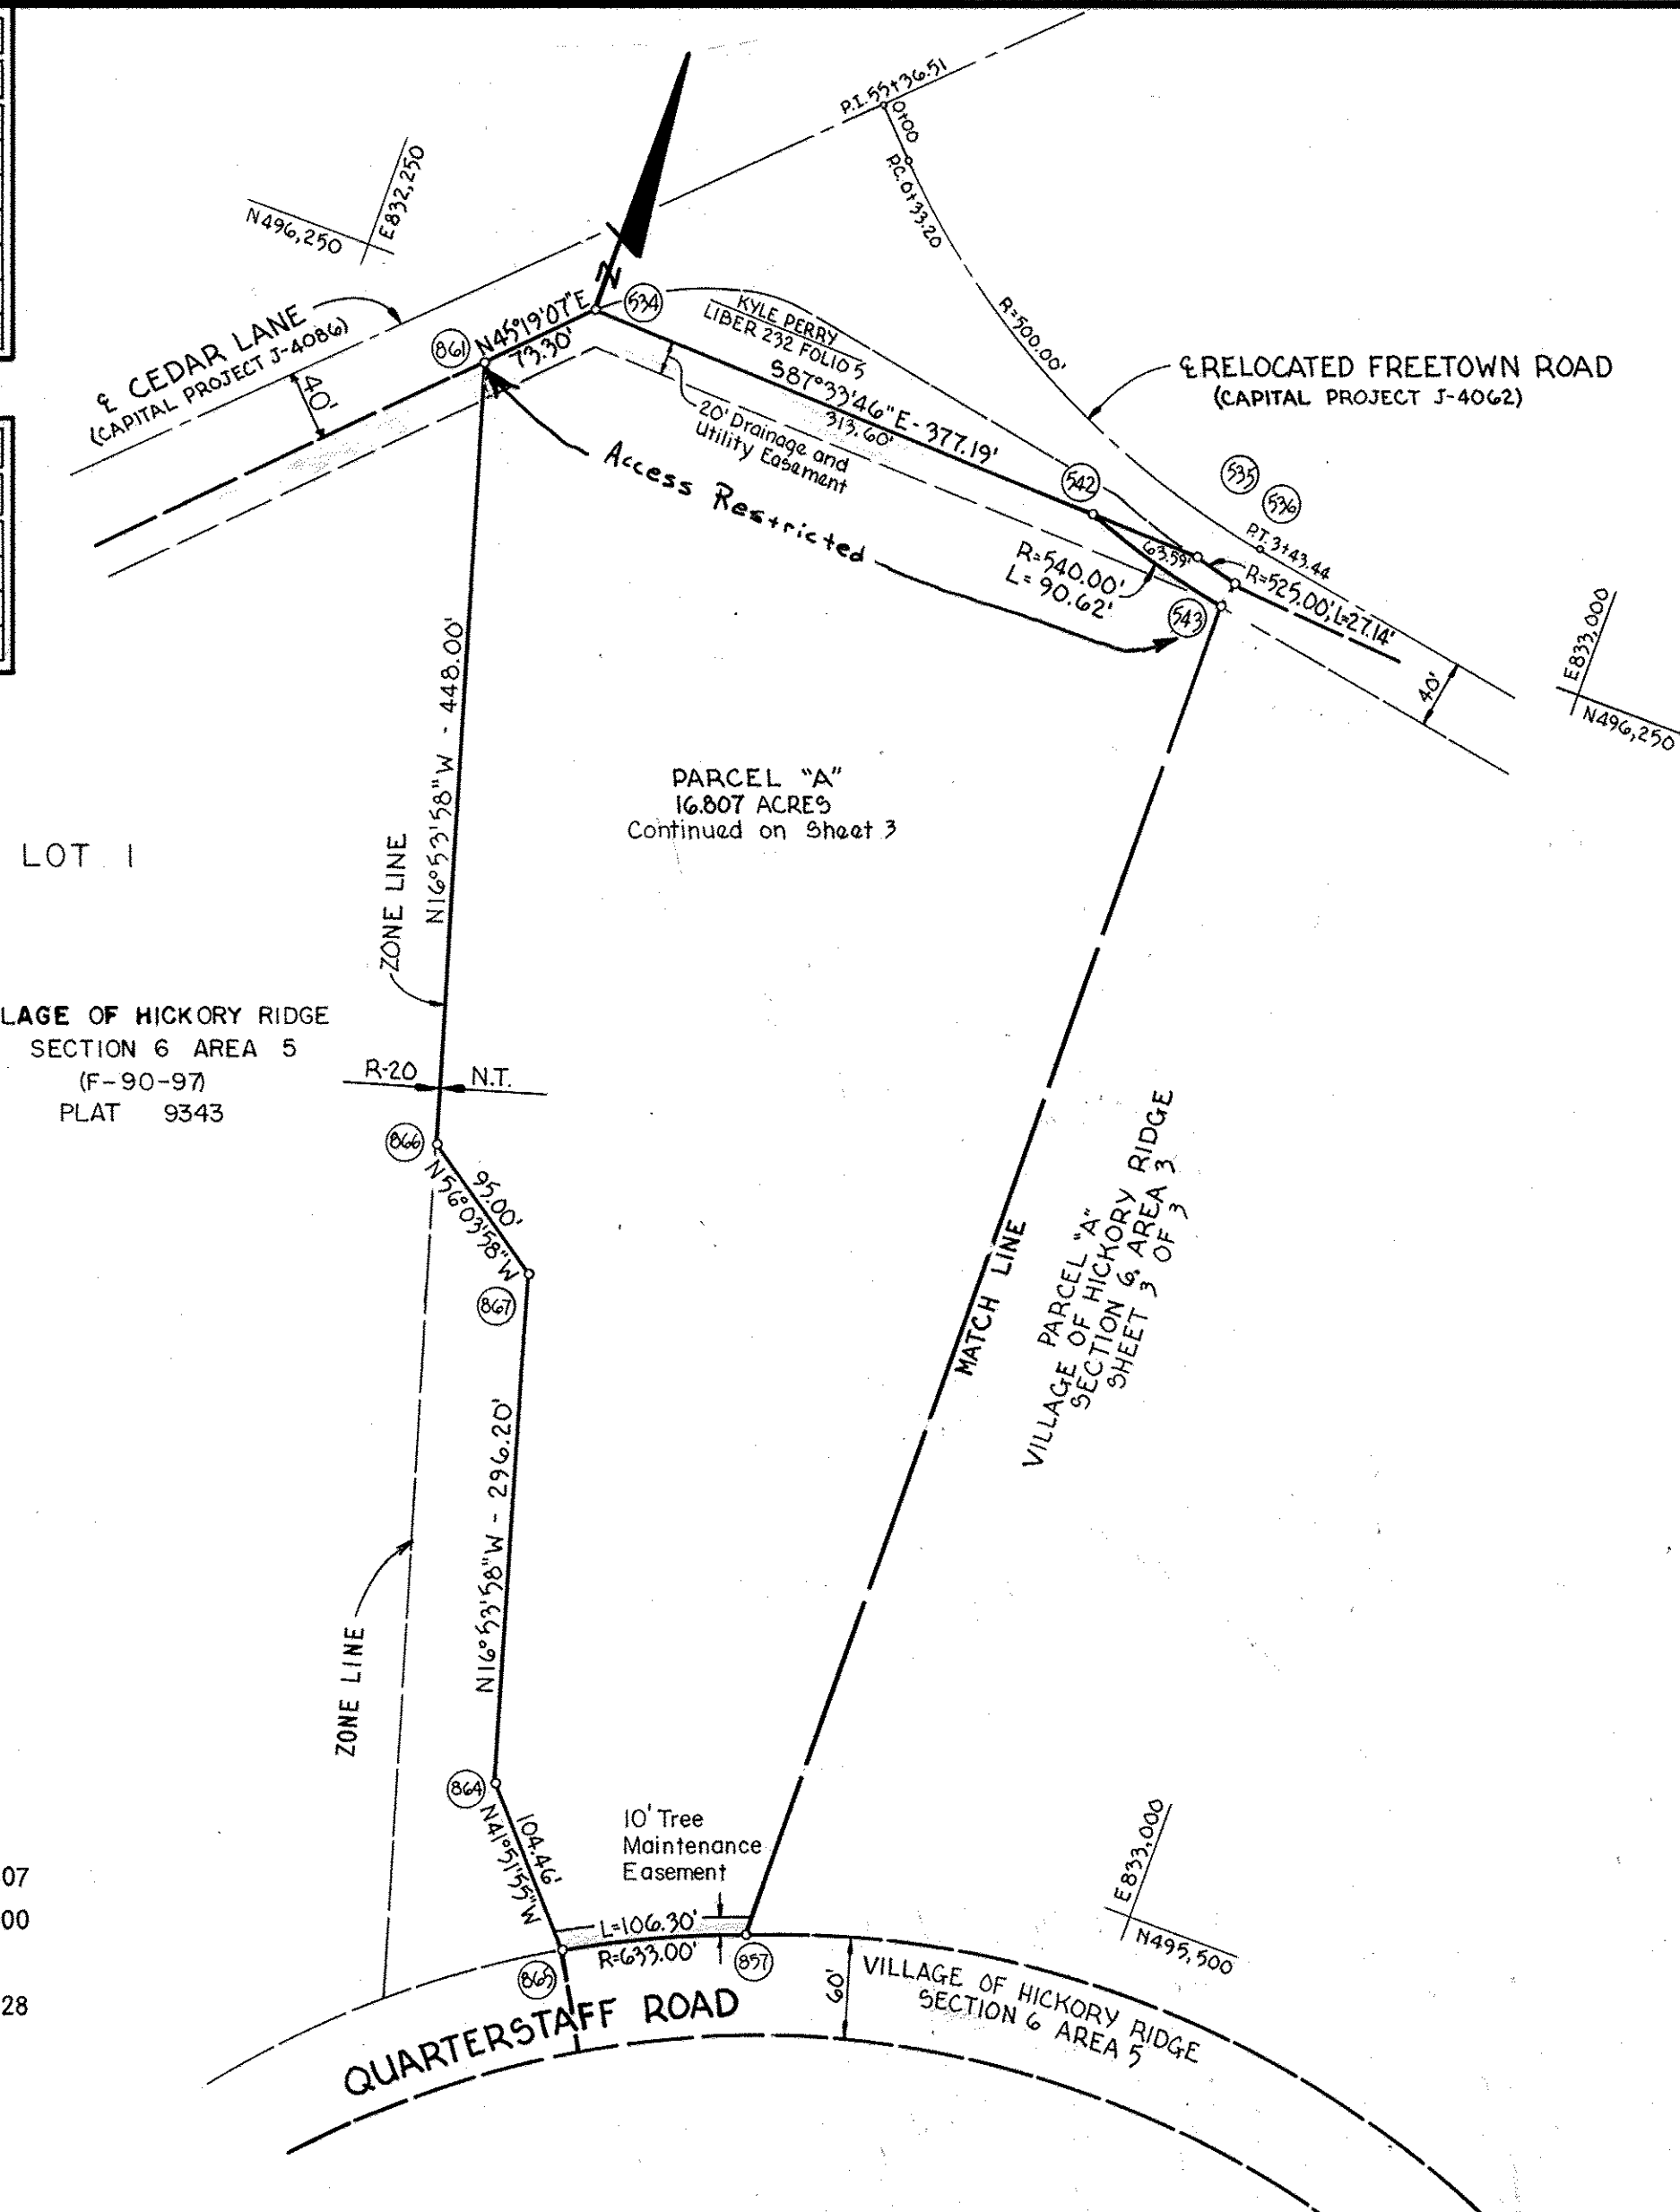 P.I. 55+36.51
0+00
P.C. 0+33.20
E832,250
N496,250
R=500.00'
℄ CEDAR LANE
(CAPITAL PROJECT J-4086)
40'
861
N45°19'07"E
73.30'
N
534
KYLE PERRY
LIBER 232 FOLIO 5
S87°33'46"E - 377.19'
313.60'
20' Drainage and
Utility Easement
℄ RELOCATED FREETOWN ROAD
(CAPITAL PROJECT J-4062)
Access Restricted
542
535
536
P.T. 3+43.44
63.59'
R=525.00', L=27.14'
R=540.00'
L=90.62'
543
40'
E833,000
N496,250
N16°53'58"W - 448.00'
PARCEL "A"
16.807 ACRES
Continued on Sheet 3
LOT 1
ZONE LINE
LAGE OF HICKORY RIDGE
SECTION 6 AREA 5
(F-90-97)
PLAT 9343
R-20
N.T.
866
95.00'
N56°03'58"W
867
MATCH LINE
PARCEL "A"
VILLAGE OF HICKORY RIDGE
SECTION 6, AREA 3
SHEET 3 OF 3
N16°53'58"W - 296.20'
ZONE LINE
864
104.46'
N41°51'55"W
10' Tree
Maintenance
Easement
E833,000
N495,500
07
00
28
L=106.30'
R=633.00'
865
857
60'
VILLAGE OF HICKORY RIDGE
SECTION 6 AREA 5
QUARTERSTAFF ROAD